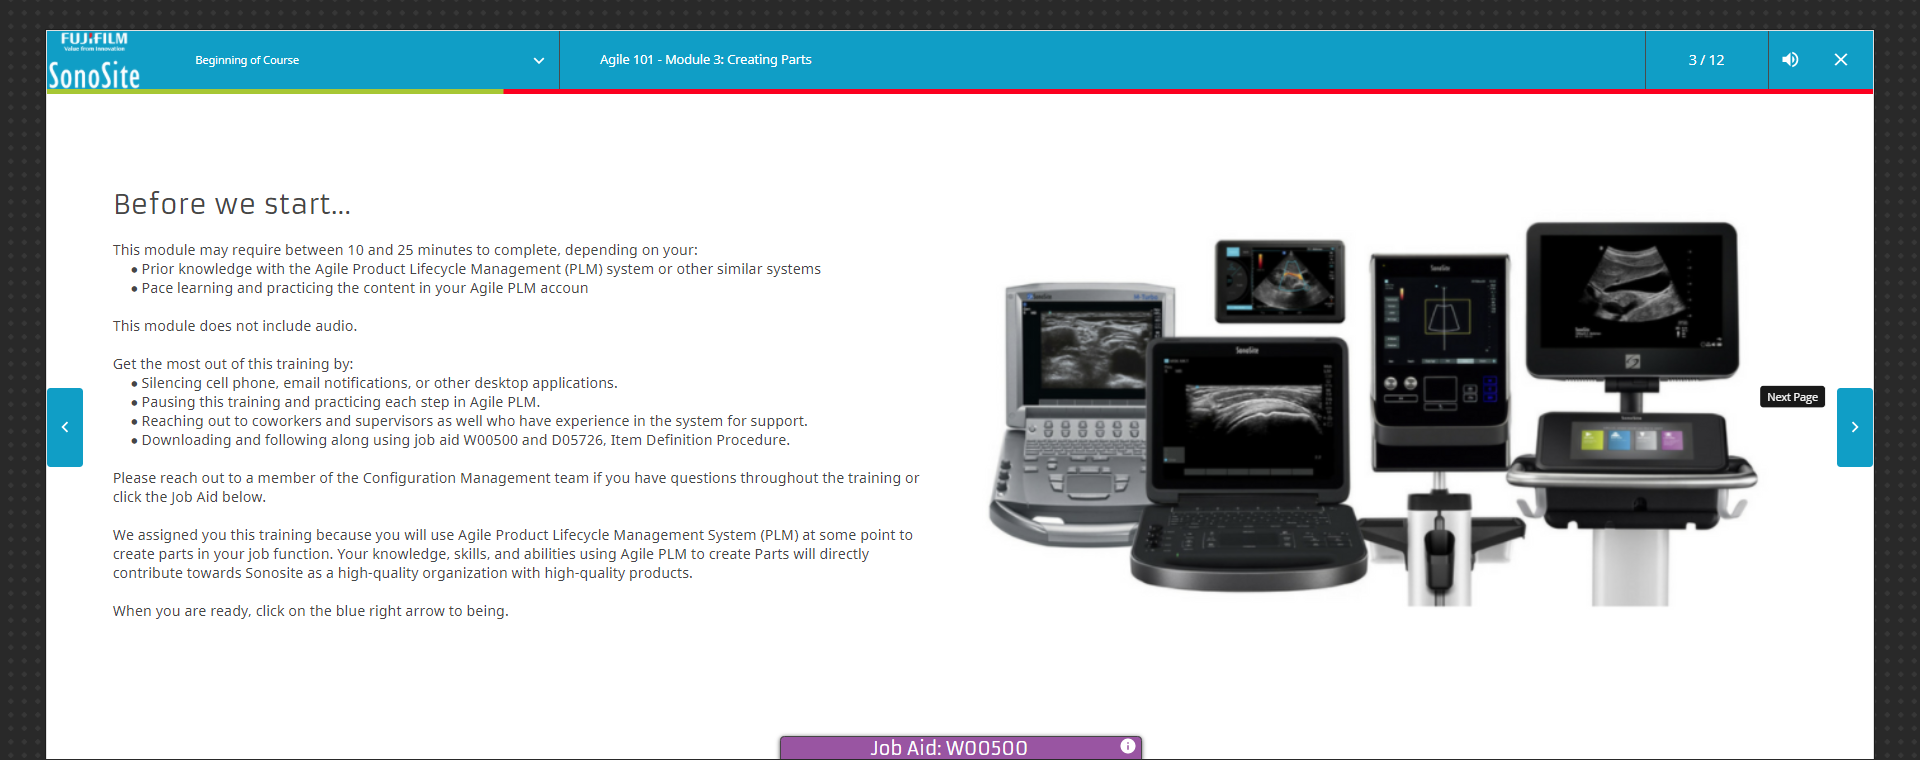 FUJIFILM
Value from Innovation
SonoSite
Beginning of Course
Agile 101 - Module 3: Creating Parts
3 / 12
Before we start...
This module may require between 10 and 25 minutes to complete, depending on your:
• Prior knowledge with the Agile Product Lifecycle Management (PLM) system or other similar systems
• Pace learning and practicing the content in your Agile PLM accoun
This module does not include audio.
Get the most out of this training by:
• Silencing cell phone, email notifications, or other desktop applications.
• Pausing this training and practicing each step in Agile PLM.
• Reaching out to coworkers and supervisors as well who have experience in the system for support.
• Downloading and following along using job aid W00500 and D05726, Item Definition Procedure.
Please reach out to a member of the Configuration Management team if you have questions throughout the training or
click the Job Aid below.
We assigned you this training because you will use Agile Product Lifecycle Management System (PLM) at some point to
create parts in your job function. Your knowledge, skills, and abilities using Agile PLM to create Parts will directly
contribute towards Sonosite as a high-quality organization with high-quality products.
When you are ready, click on the blue right arrow to being.
SonoSite
SonoSite
Next Page
Job Aid: W00500